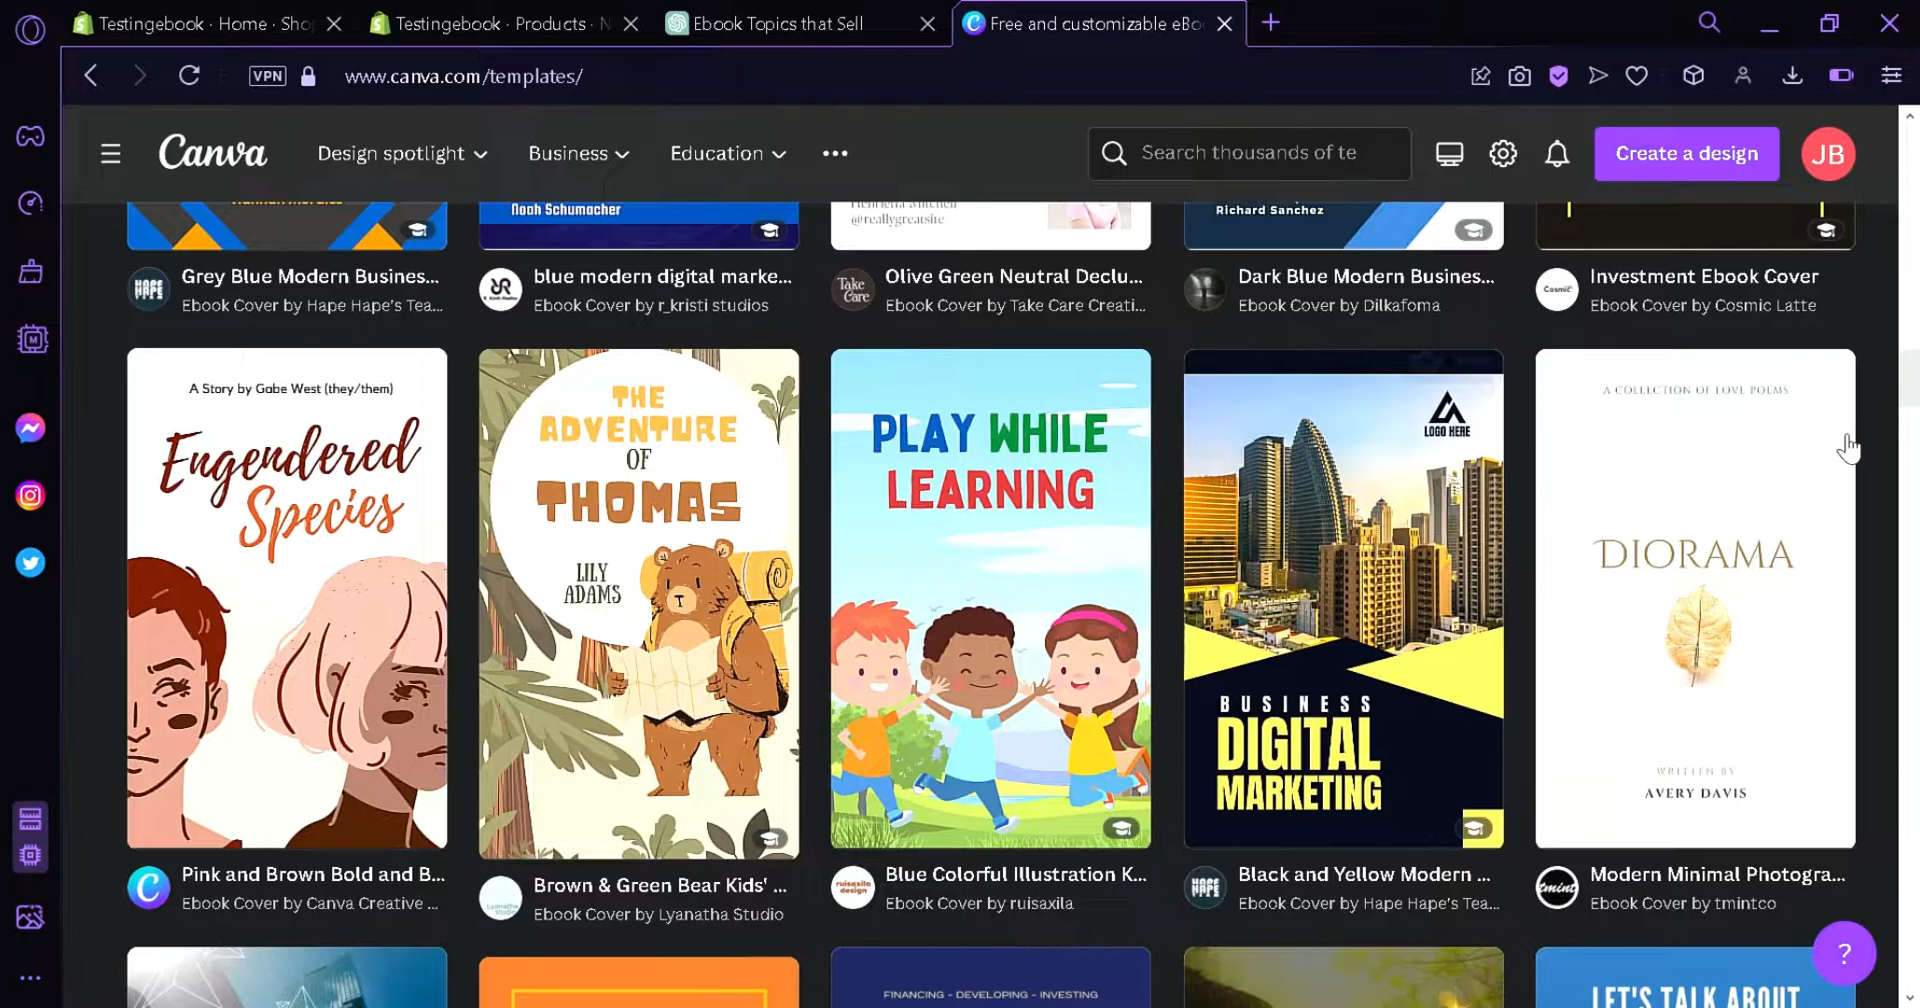 Testingebook · Home · Sho
Testingebook · Products · N
Ebook Topics that Sell
Free and customizable eBo
VPN
www.canva.com/templates/
Canva
Design spotlight
Business
Education
Search thousands of te
Create a design
JB
Noah Schumacher
@reallygreatsite
Richard Sanchez
HAPE
Grey Blue Modern Busines...
Ebook Cover by Hape Hape's Tea...
blue modern digital marke...
Ebook Cover by r_kristi studios
Take
Care
Olive Green Neutral Declu...
Ebook Cover by Take Care Creati...
Dark Blue Modern Busines...
Ebook Cover by Dilkafoma
Cosmic
Investment Ebook Cover
Ebook Cover by Cosmic Latte
A Story by Gabe West (they/them)
Engendered
Species
THE
ADVENTURE
OF
THOMAS
LILY
ADAMS
PLAY WHILE
LEARNING
LOGO HERE
BUSINESS
DIGITAL
MARKETING
A COLLECTION OF LOVE POEMS
DIORAMA
WRITTEN BY
AVERY DAVIS
Pink and Brown Bold and B...
Ebook Cover by Canva Creative ...
Brown & Green Bear Kids' ...
Ebook Cover by Lyanatha Studio
ruisaxila
design
Blue Colorful Illustration K...
Ebook Cover by ruisaxila
HAPE
Black and Yellow Modern ...
Ebook Cover by Hape Hape's Tea...
tmint
Modern Minimal Photogra...
Ebook Cover by tmintco
?
FINANCING - DEVELOPING - INVESTING
LET'S TALK ABOUT